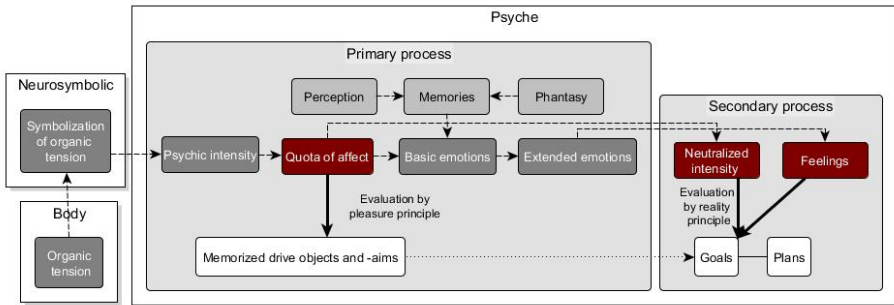 Psyche
Primary process
Neurosymbolic
Perception
Memories
Phantasy
Secondary process
Symbolization
of organic
tension
Psychic intensity
Quota of affect
Basic emotions
Extended emotions
Neutralized
intensity
Feelings
Evaluation by
pleasure principle
Evaluation
by reality
principle
Body
Organic
tension
Memorized drive objects and -aims
Goals
Plans